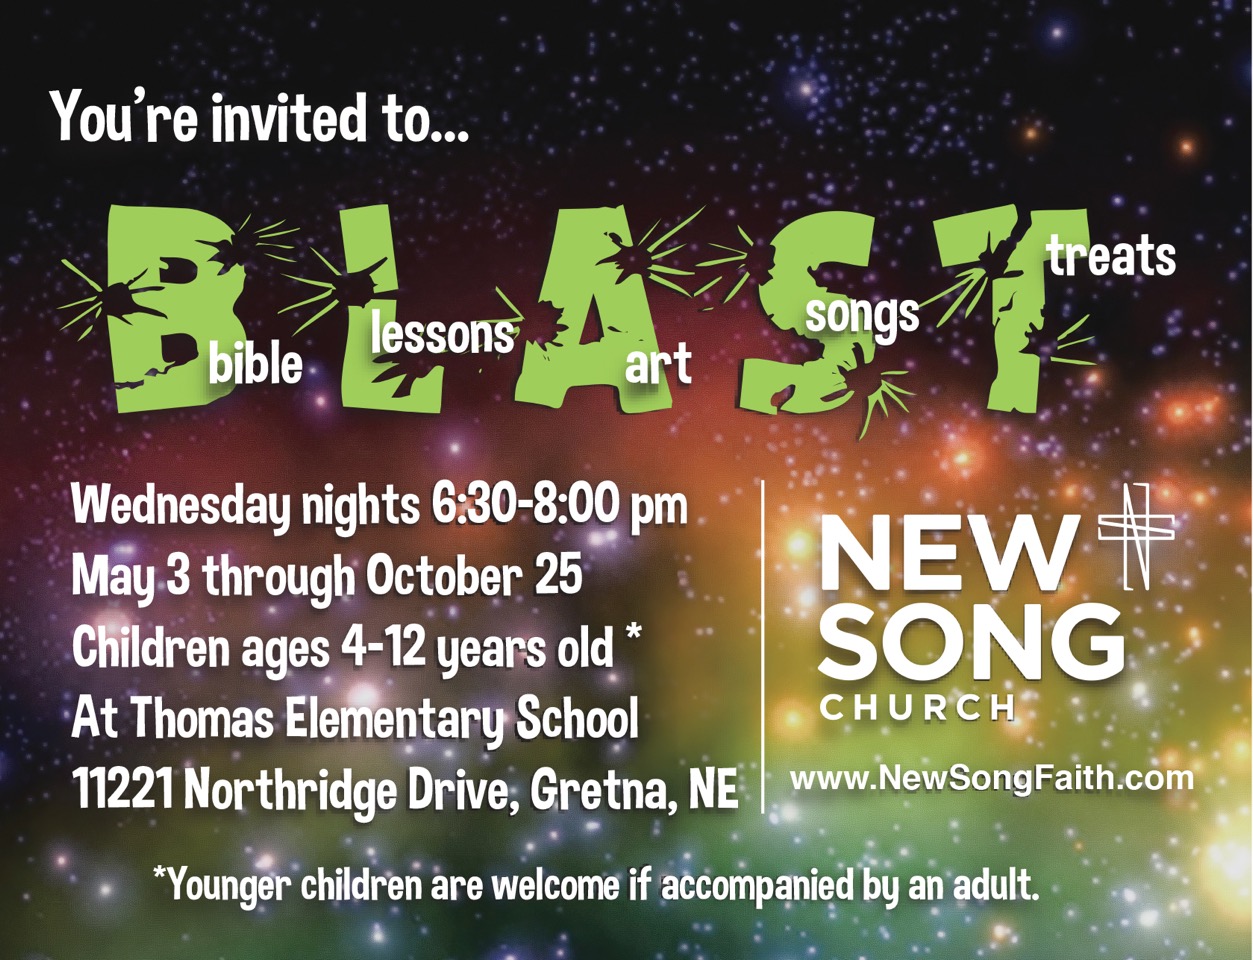 You're invited to...
BLAST
bible
lessons
art
songs
treats
Wednesday nights 6:30-8:00 pm
May 3 through October 25
Children ages 4-12 years old *
At Thomas Elementary School
11221 Northridge Drive, Gretna, NE
NEW
SONG
CHURCH
www.NewSongFaith.com
*Younger children are welcome if accompanied by an adult.